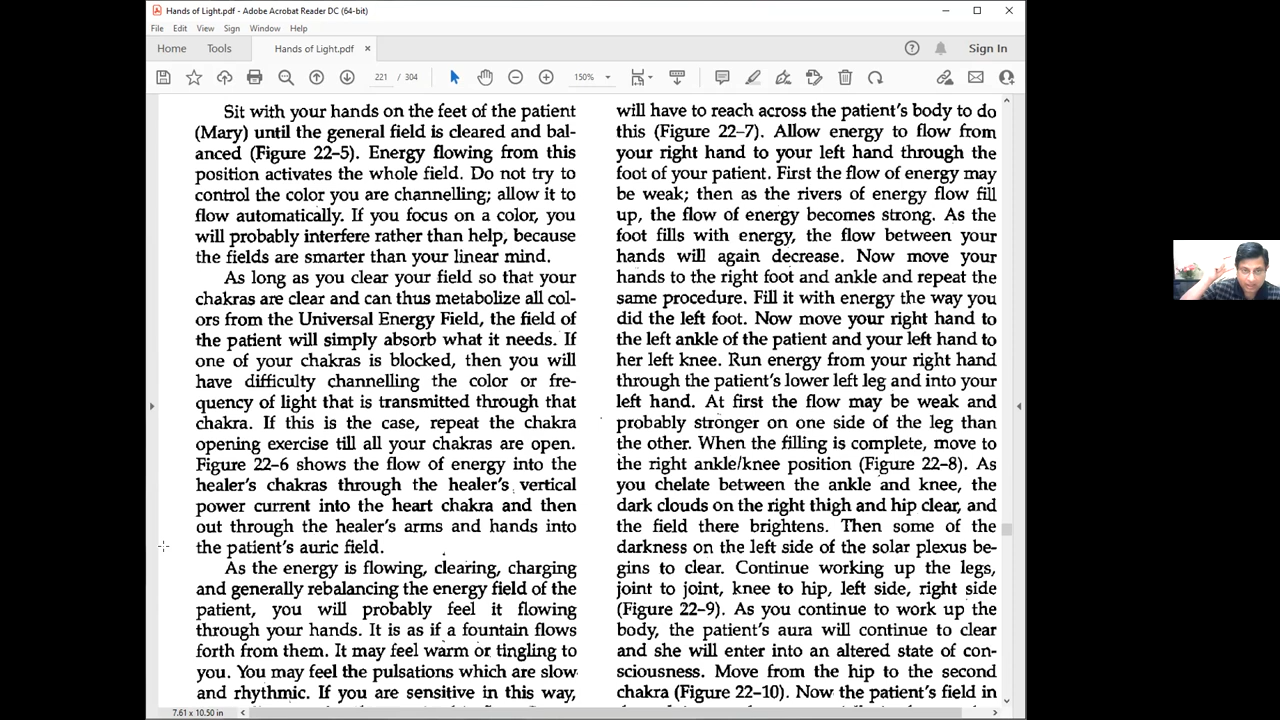 Hands of Light.pdf - Adobe Acrobat Reader DC (64-bit)
File Edit View Sign Window Help
Home Tools Hands of Light.pdf × Sign In
221 / 304 150%
Sit with your hands on the feet of the patient
(Mary) until the general field is cleared and bal-
anced (Figure 22–5). Energy flowing from this
position activates the whole field. Do not try to
control the color you are channelling; allow it to
flow automatically. If you focus on a color, you
will probably interfere rather than help, because
the fields are smarter than your linear mind.
As long as you clear your field so that your
chakras are clear and can thus metabolize all col-
ors from the Universal Energy Field, the field of
the patient will simply absorb what it needs. If
one of your chakras is blocked, then you will
have difficulty channelling the color or fre-
quency of light that is transmitted through that
chakra. If this is the case, repeat the chakra
opening exercise till all your chakras are open.
Figure 22–6 shows the flow of energy into the
healer's chakras through the healer's vertical
power current into the heart chakra and then
out through the healer's arms and hands into
the patient's auric field.
As the energy is flowing, clearing, charging
and generally rebalancing the energy field of the
patient, you will probably feel it flowing
through your hands. It is as if a fountain flows
forth from them. It may feel warm or tingling to
you. You may feel the pulsations which are slow
and rhythmic. If you are sensitive in this way,
will have to reach across the patient's body to do
this (Figure 22–7). Allow energy to flow from
your right hand to your left hand through the
foot of your patient. First the flow of energy may
be weak; then as the rivers of energy flow fill
up, the flow of energy becomes strong. As the
foot fills with energy, the flow between your
hands will again decrease. Now move your
hands to the right foot and ankle and repeat the
same procedure. Fill it with energy the way you
did the left foot. Now move your right hand to
the left ankle of the patient and your left hand to
her left knee. Run energy from your right hand
through the patient's lower left leg and into your
left hand. At first the flow may be weak and
probably stronger on one side of the leg than
the other. When the filling is complete, move to
the right ankle/knee position (Figure 22–8). As
you chelate between the ankle and knee, the
dark clouds on the right thigh and hip clear, and
the field there brightens. Then some of the
darkness on the left side of the solar plexus be-
gins to clear. Continue working up the legs,
joint to joint, knee to hip, left side, right side
(Figure 22–9). As you continue to work up the
body, the patient's aura will continue to clear
and she will enter into an altered state of con-
sciousness. Move from the hip to the second
chakra (Figure 22–10). Now the patient's field in
7.61 x 10.50 in